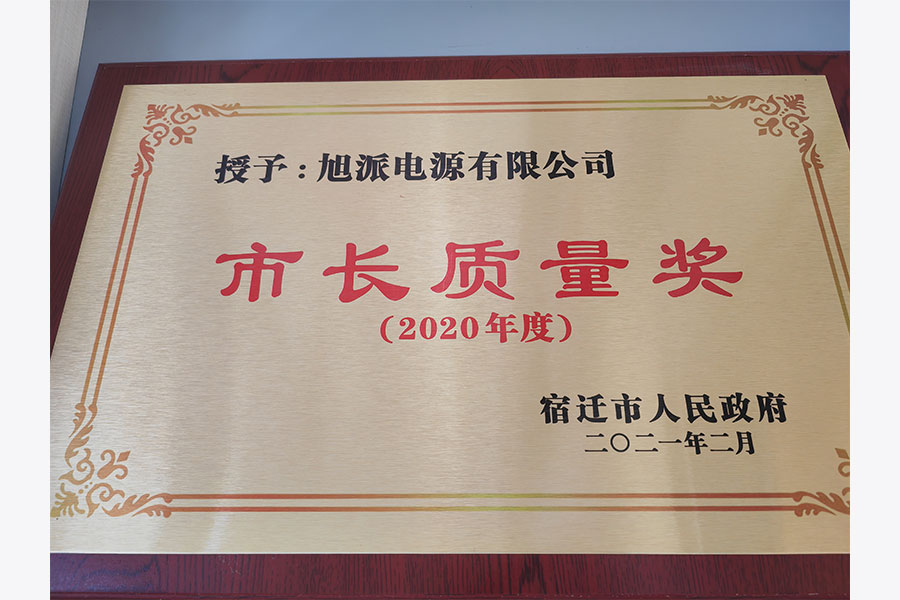 授予：旭派电源有限公司
市长质量奖
（2020年度）
宿迁市人民政府
二〇二一年二月